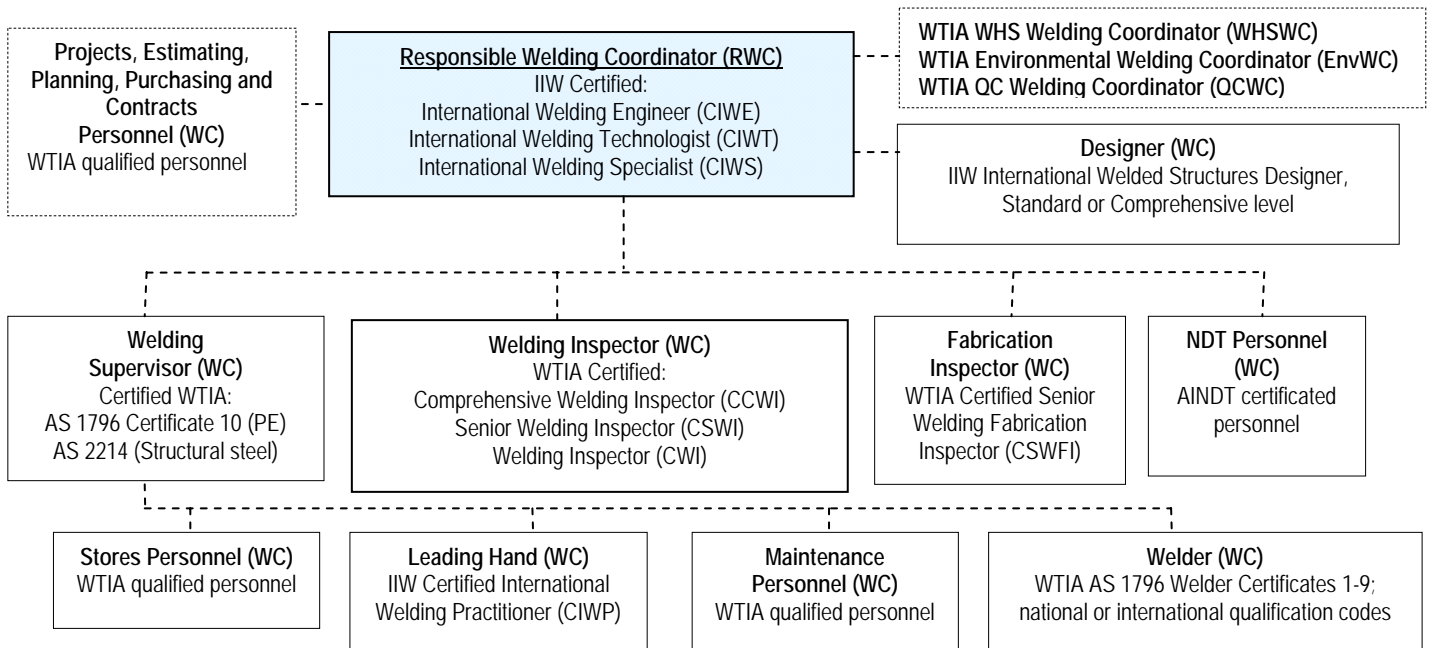 Projects, Estimating,
Planning, Purchasing and
Contracts
Personnel (WC)
WTIA qualified personnel
Responsible Welding Coordinator (RWC)
IIW Certified:
International Welding Engineer (CIWE)
International Welding Technologist (CIWT)
International Welding Specialist (CIWS)
WTIA WHS Welding Coordinator (WHSWC)
WTIA Environmental Welding Coordinator (EnvWC)
WTIA QC Welding Coordinator (QCWC)
Designer (WC)
IIW International Welded Structures Designer,
Standard or Comprehensive level
Welding
Supervisor (WC)
Certified WTIA:
AS 1796 Certificate 10 (PE)
AS 2214 (Structural steel)
Welding Inspector (WC)
WTIA Certified:
Comprehensive Welding Inspector (CCWI)
Senior Welding Inspector (CSWI)
Welding Inspector (CWI)
Fabrication
Inspector (WC)
WTIA Certified Senior
Welding Fabrication
Inspector (CSWFI)
NDT Personnel
(WC)
AINDT certificated
personnel
Stores Personnel (WC)
WTIA qualified personnel
Leading Hand (WC)
IIW Certified International
Welding Practitioner (CIWP)
Maintenance
Personnel (WC)
WTIA qualified personnel
Welder (WC)
WTIA AS 1796 Welder Certificates 1-9;
national or international qualification codes